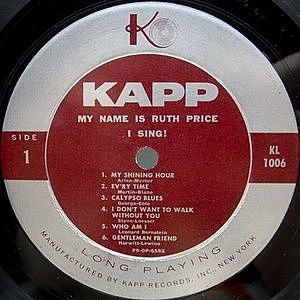 K
KAPP
MY NAME IS RUTH PRICE
I SING!
SIDE
1
KL
1006
1. MY SHINING HOUR
Arlen-Mercer
2. EV'RY TIME
Martin-Blane
3. CALYPSO BLUES
George-Cole
4. I DON'T WANT TO WALK
WITHOUT YOU
Styne-Loesser
5. WHO AM I
Leonard Bernstein
6. GENTLEMAN FRIEND
Horwitt-Lewine
LONG PLAYING
MANUFACTURED BY KAPP RECORDS, INC., NEW YORK.